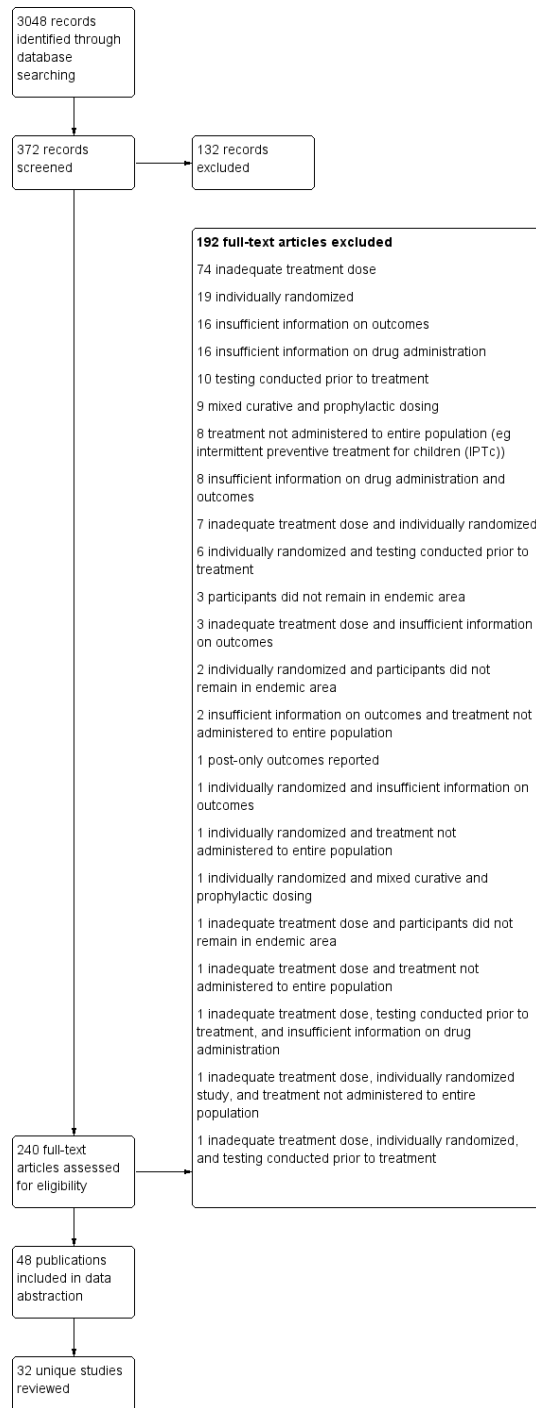 3048 records
identified through
database
searching
372 records
screened
132 records
excluded
192 full-text articles excluded
74 inadequate treatment dose
19 individually randomized
16 insufficient information on outcomes
16 insufficient information on drug administration
10 testing conducted prior to treatment
9 mixed curative and prophylactic dosing
8 treatment not administered to entire population (eg
intermittent preventive treatment for children (IPTc))
8 insufficient information on drug administration and
outcomes
7 inadequate treatment dose and individually randomized
6 individually randomized and testing conducted prior to
treatment
3 participants did not remain in endemic area
3 inadequate treatment dose and insufficient information
on outcomes
2 individually randomized and participants did not
remain in endemic area
2 insufficient information on outcomes and treatment not
administered to entire population
1 post-only outcomes reported
1 individually randomized and insufficient information on
outcomes
1 individually randomized and treatment not
administered to entire population
1 individually randomized and mixed curative and
prophylactic dosing
1 inadequate treatment dose and participants did not
remain in endemic area
1 inadequate treatment dose and treatment not
administered to entire population
1 inadequate treatment dose, testing conducted prior to
treatment, and insufficient information on drug
administration
1 inadequate treatment dose, individually randomized
study, and treatment not administered to entire
population
1 inadequate treatment dose, individually randomized,
and testing conducted prior to treatment
240 full-text
articles assessed
for eligibility
48 publications
included in data
abstraction
32 unique studies
reviewed